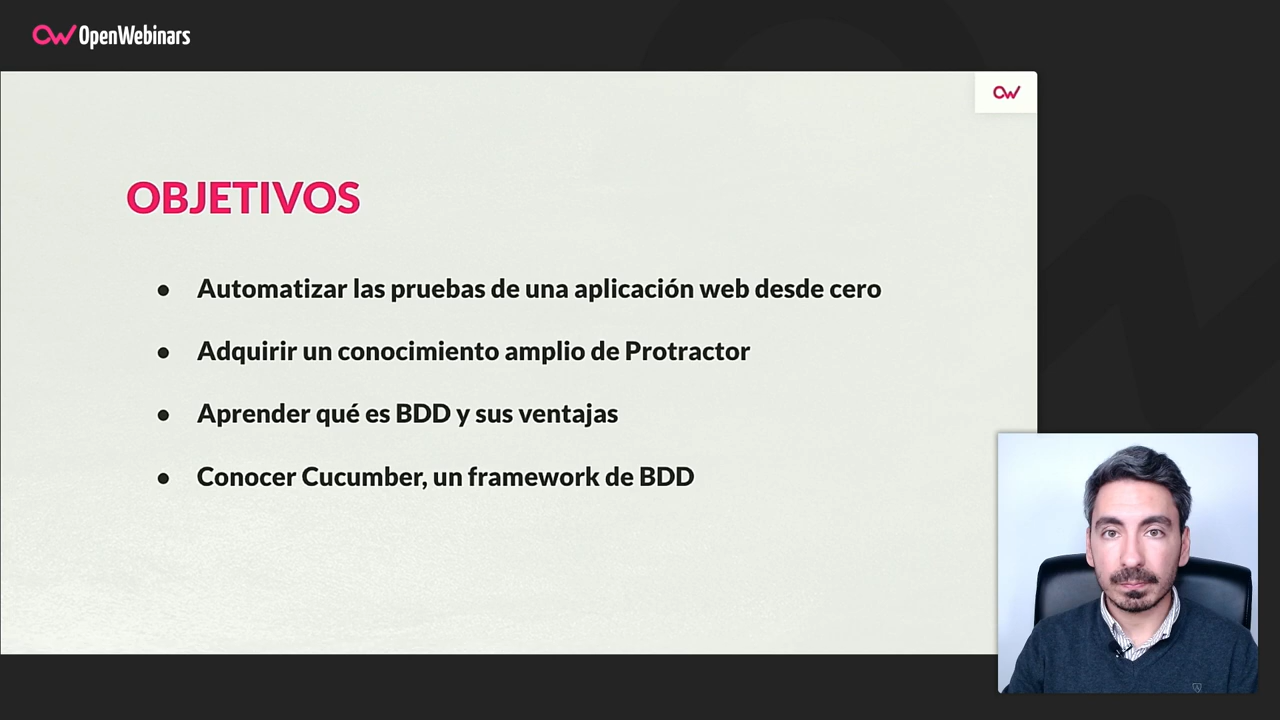 OpenWebinars
OBJETIVOS
● Automatizar las pruebas de una aplicación web desde cero
● Adquirir un conocimiento amplio de Protractor
● Aprender qué es BDD y sus ventajas
● Conocer Cucumber, un framework de BDD